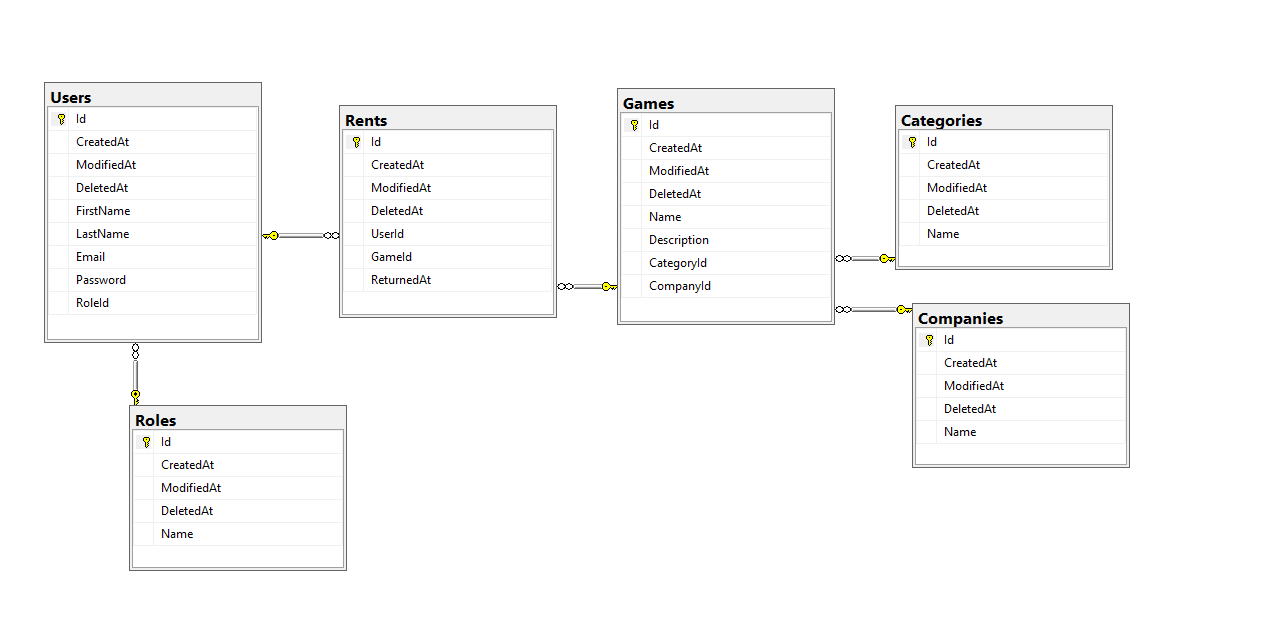 Users
Id
CreatedAt
ModifiedAt
DeletedAt
FirstName
LastName
Email
Password
RoleId
Rents
Id
CreatedAt
ModifiedAt
DeletedAt
UserId
GameId
ReturnedAt
Games
Id
CreatedAt
ModifiedAt
DeletedAt
Name
Description
CategoryId
CompanyId
Categories
Id
CreatedAt
ModifiedAt
DeletedAt
Name
Companies
Id
CreatedAt
ModifiedAt
DeletedAt
Name
Roles
Id
CreatedAt
ModifiedAt
DeletedAt
Name